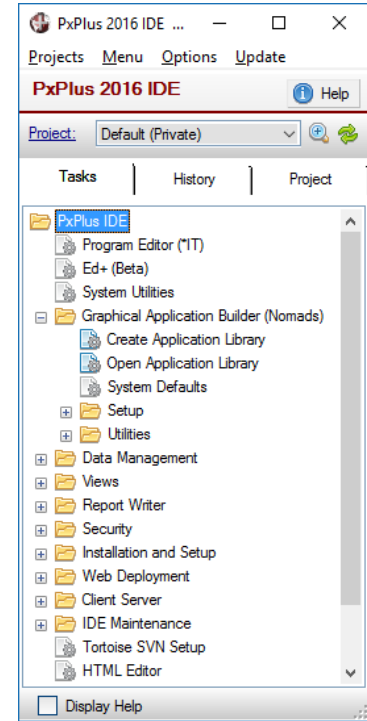 PxPlus 2016 IDE ...
Projects Menu Options Update
PxPlus 2016 IDE Help
Project: Default (Private)
Tasks History Project
PxPlus IDE
Program Editor (*IT)
Ed+ (Beta)
System Utilities
Graphical Application Builder (Nomads)
Create Application Library
Open Application Library
System Defaults
Setup
Utilities
Data Management
Views
Report Writer
Security
Installation and Setup
Web Deployment
Client Server
IDE Maintenance
Tortoise SVN Setup
HTML Editor
Display Help